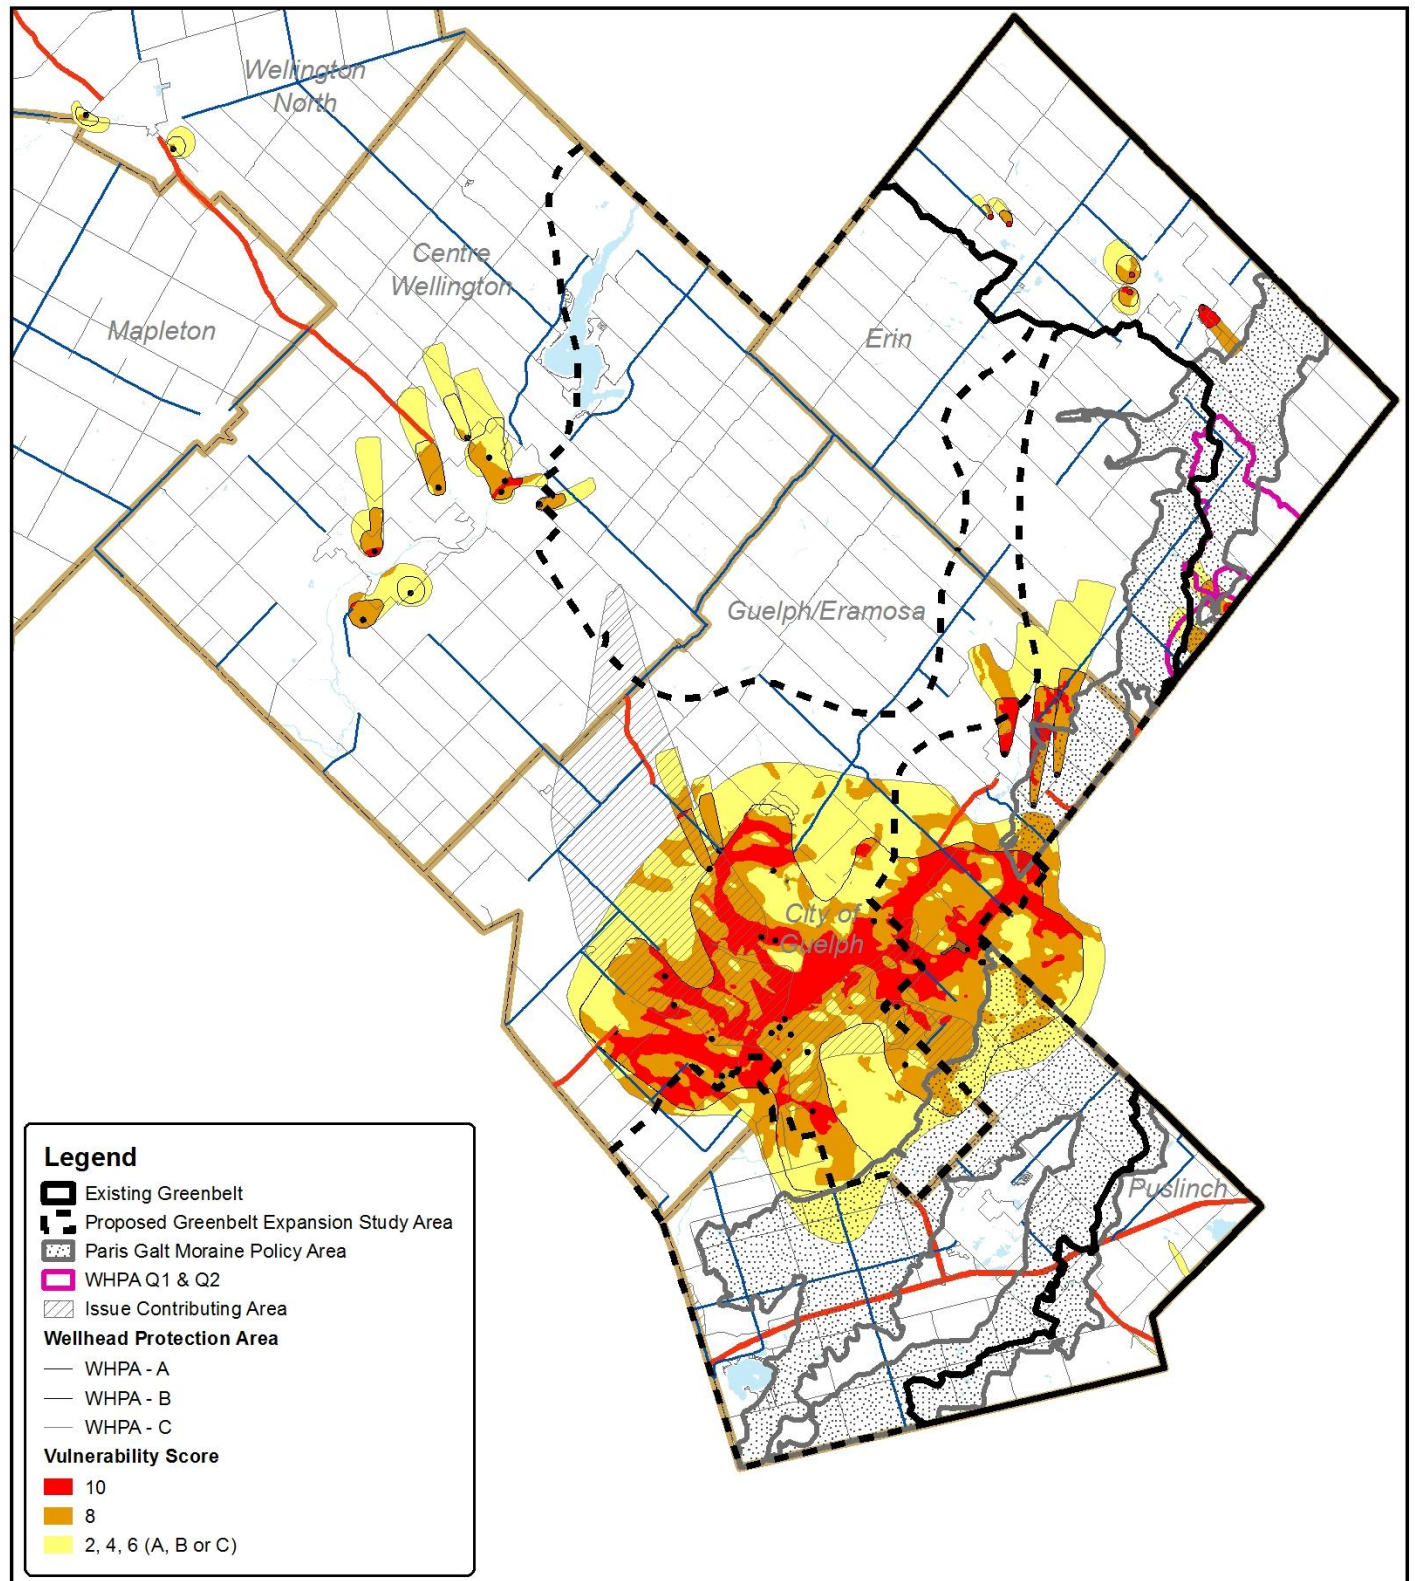 Wellington
North
Centre
Wellington
Mapleton
Erin
Guelph/Eramosa
City of
Guelph
Puslinch
Legend
Existing Greenbelt
Proposed Greenbelt Expansion Study Area
Paris Galt Moraine Policy Area
WHPA Q1 & Q2
Issue Contributing Area
Wellhead Protection Area
WHPA - A
WHPA - B
WHPA - C
Vulnerability Score
10
8
2, 4, 6 (A, B or C)